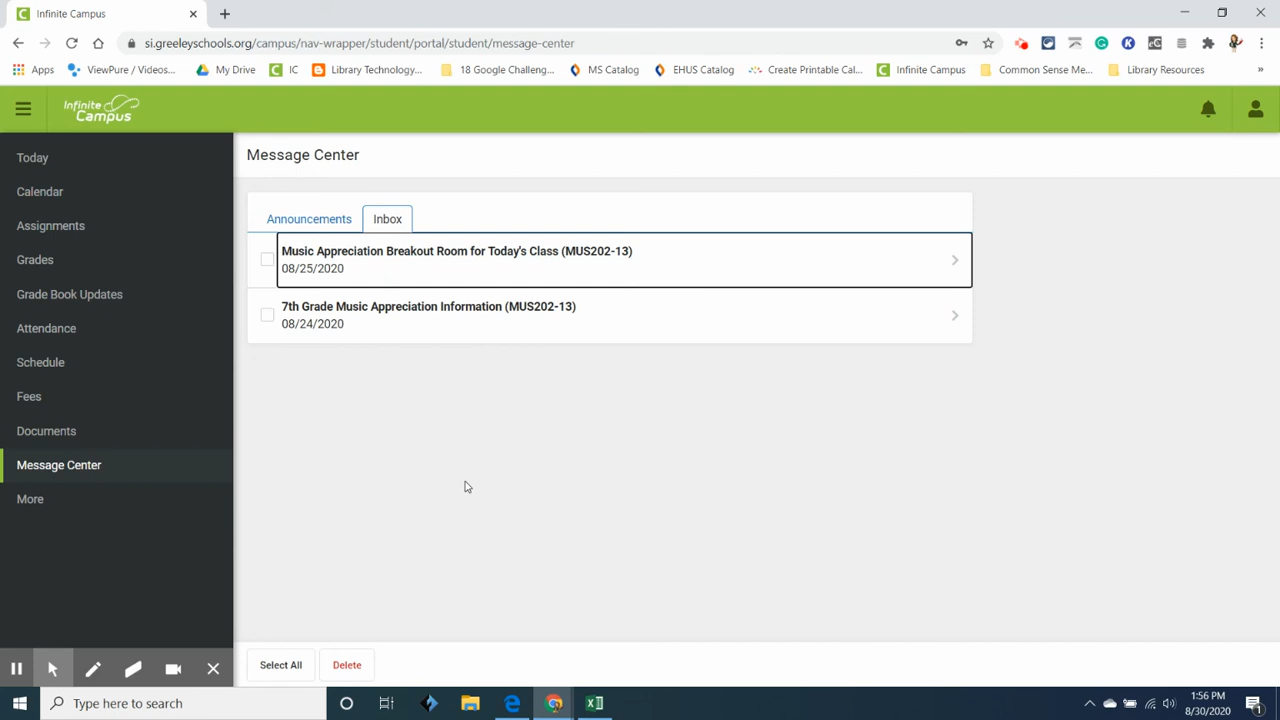 Infinite Campus
si.greeleyschools.org/campus/nav-wrapper/student/portal/student/message-center
Apps
ViewPure / Videos...
My Drive
IC
Library Technology...
18 Google Challeng...
MS Catalog
EHUS Catalog
Create Printable Cal...
Infinite Campus
Common Sense Me...
Library Resources
Infinite Campus
Today
Calendar
Assignments
Grades
Grade Book Updates
Attendance
Schedule
Fees
Documents
Message Center
More
Message Center
Announcements
Inbox
Music Appreciation Breakout Room for Today's Class (MUS202-13)
08/25/2020
7th Grade Music Appreciation Information (MUS202-13)
08/24/2020
Select All
Delete
Type here to search
1:56 PM
8/30/2020
1